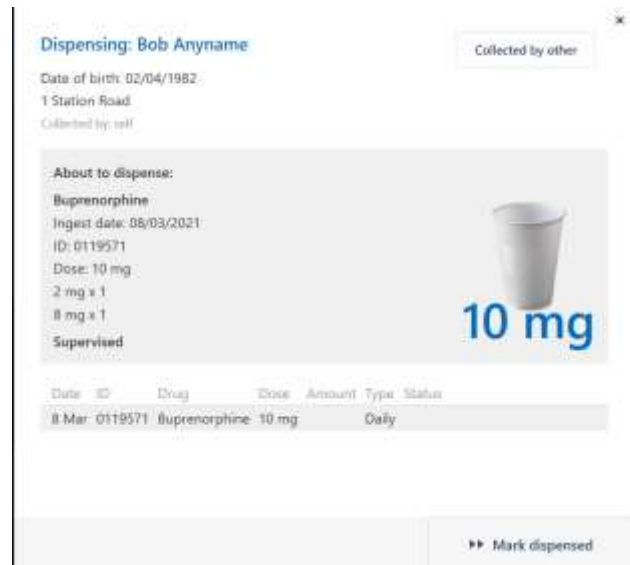 Dispensing: Bob Anyname
Collected by other
Date of birth: 02/04/1982
1 Station Road
Collected by: self
About to dispense:
Buprenorphine
Ingest date: 08/03/2021
ID: 0119571
Dose: 10 mg
2 mg x 1
8 mg x 1
Supervised
10 mg
Date ID Drug Dose Amount Type Status
8 Mar 0119571 Buprenorphine 10 mg Daily
Mark dispensed